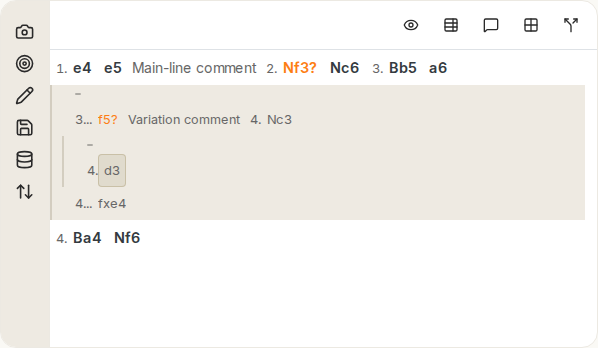 1. e4 e5 Main-line comment 2. Nf3? Nc6 3. Bb5 a6
–
3... f5? Variation comment 4. Nc3
–
4. d3
4... fxe4
4. Ba4 Nf6